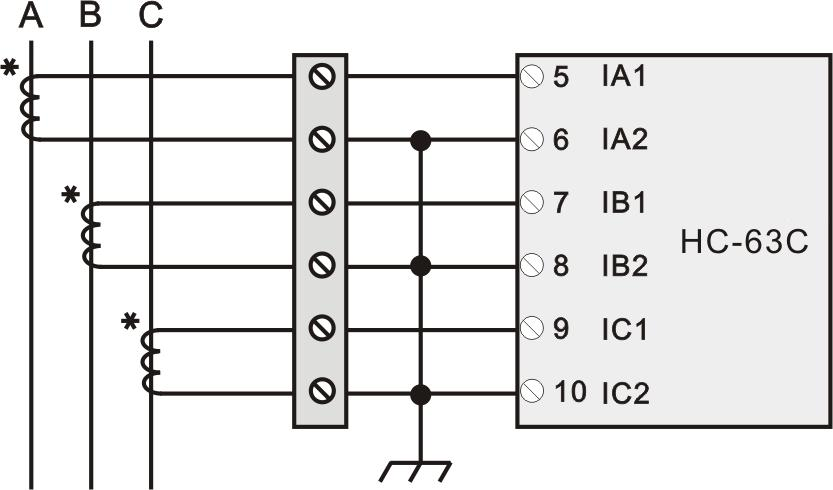 A B C
*
5 IA1
6 IA2
*
7 IB1
HC-63C
8 IB2
*
9 IC1
10 IC2